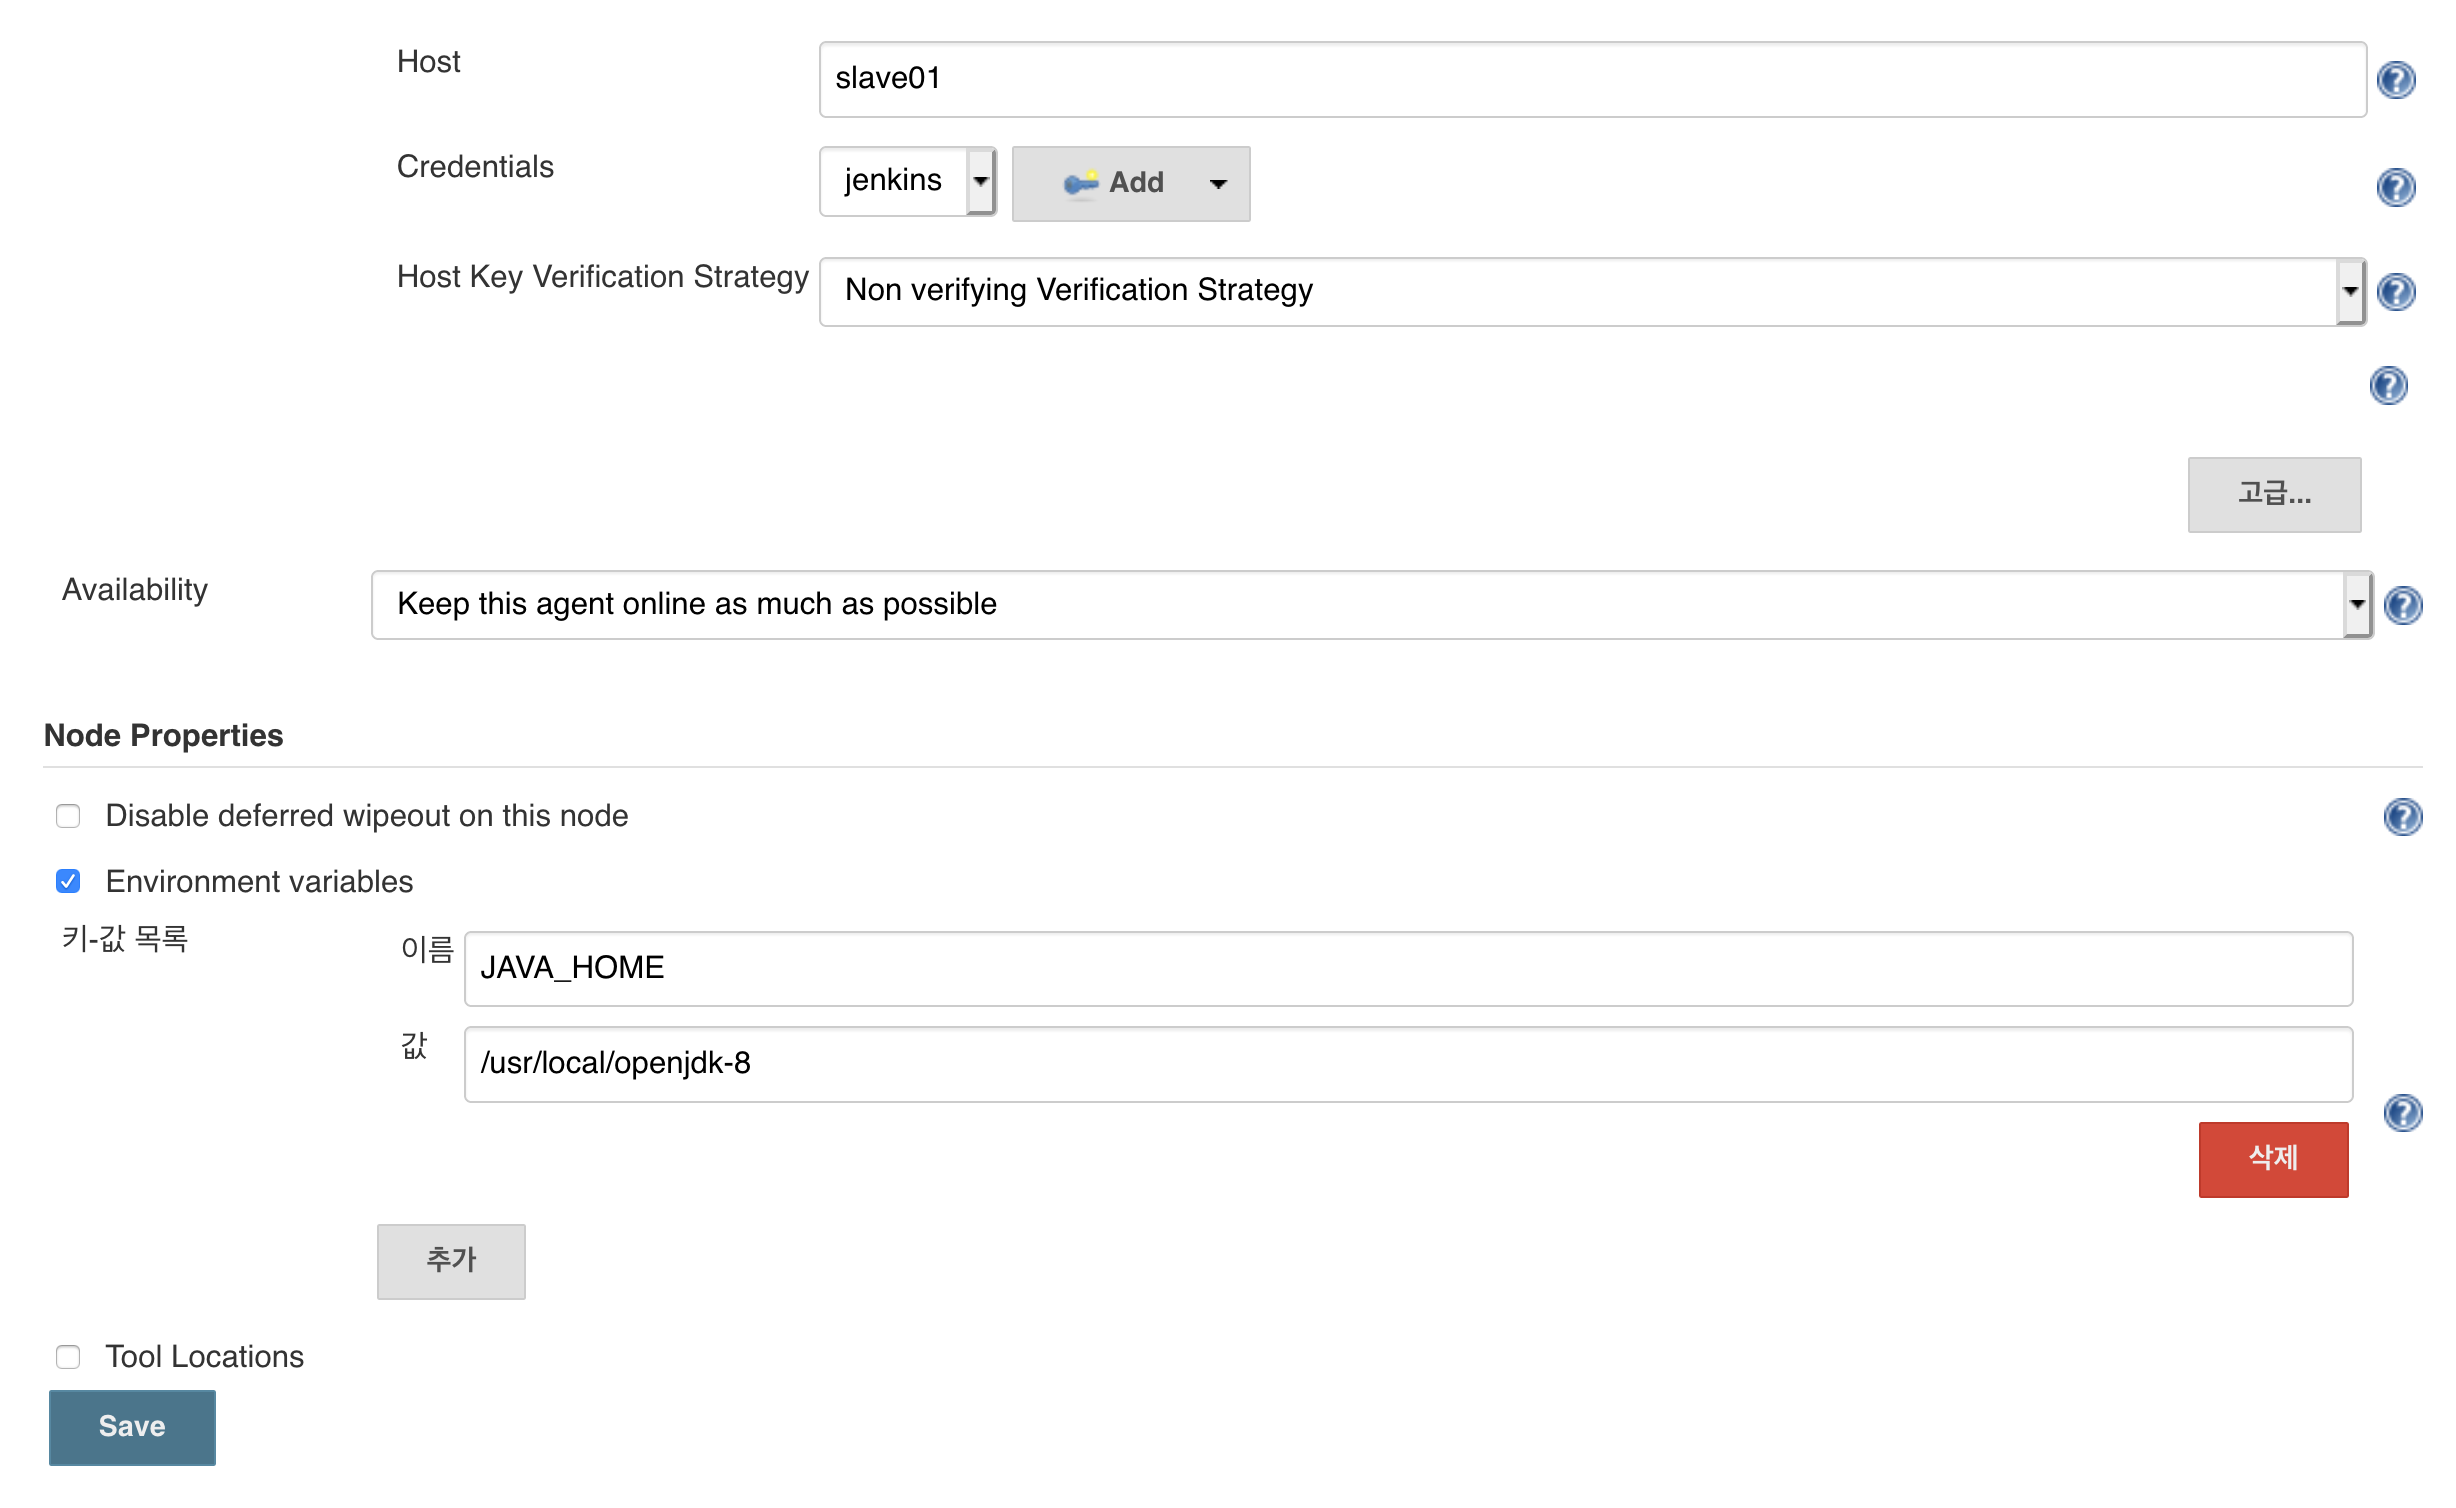 Host
slave01
Credentials
jenkins
Add
Host Key Verification Strategy
Non verifying Verification Strategy
고급...
Availability
Keep this agent online as much as possible
Node Properties
Disable deferred wipeout on this node
Environment variables
키-값 목록
이름
JAVA_HOME
값
/usr/local/openjdk-8
삭제
추가
Tool Locations
Save